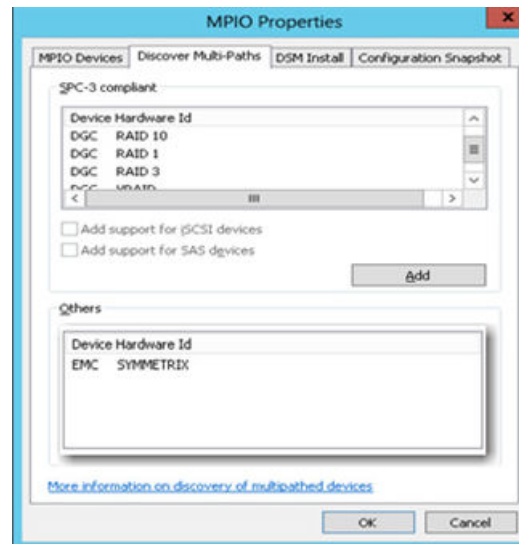 MPIO Properties
x
MPIO Devices Discover Multi-Paths DSM Install Configuration Snapshot
SPC-3 compliant
Device Hardware Id
DGC RAID 10
DGC RAID 1
DGC RAID 3
DGC VRAID
Add support for iSCSI devices
Add support for SAS devices
Add
Others
Device Hardware Id
EMC SYMMETRIX
More information on discovery of multipathed devices
OK Cancel